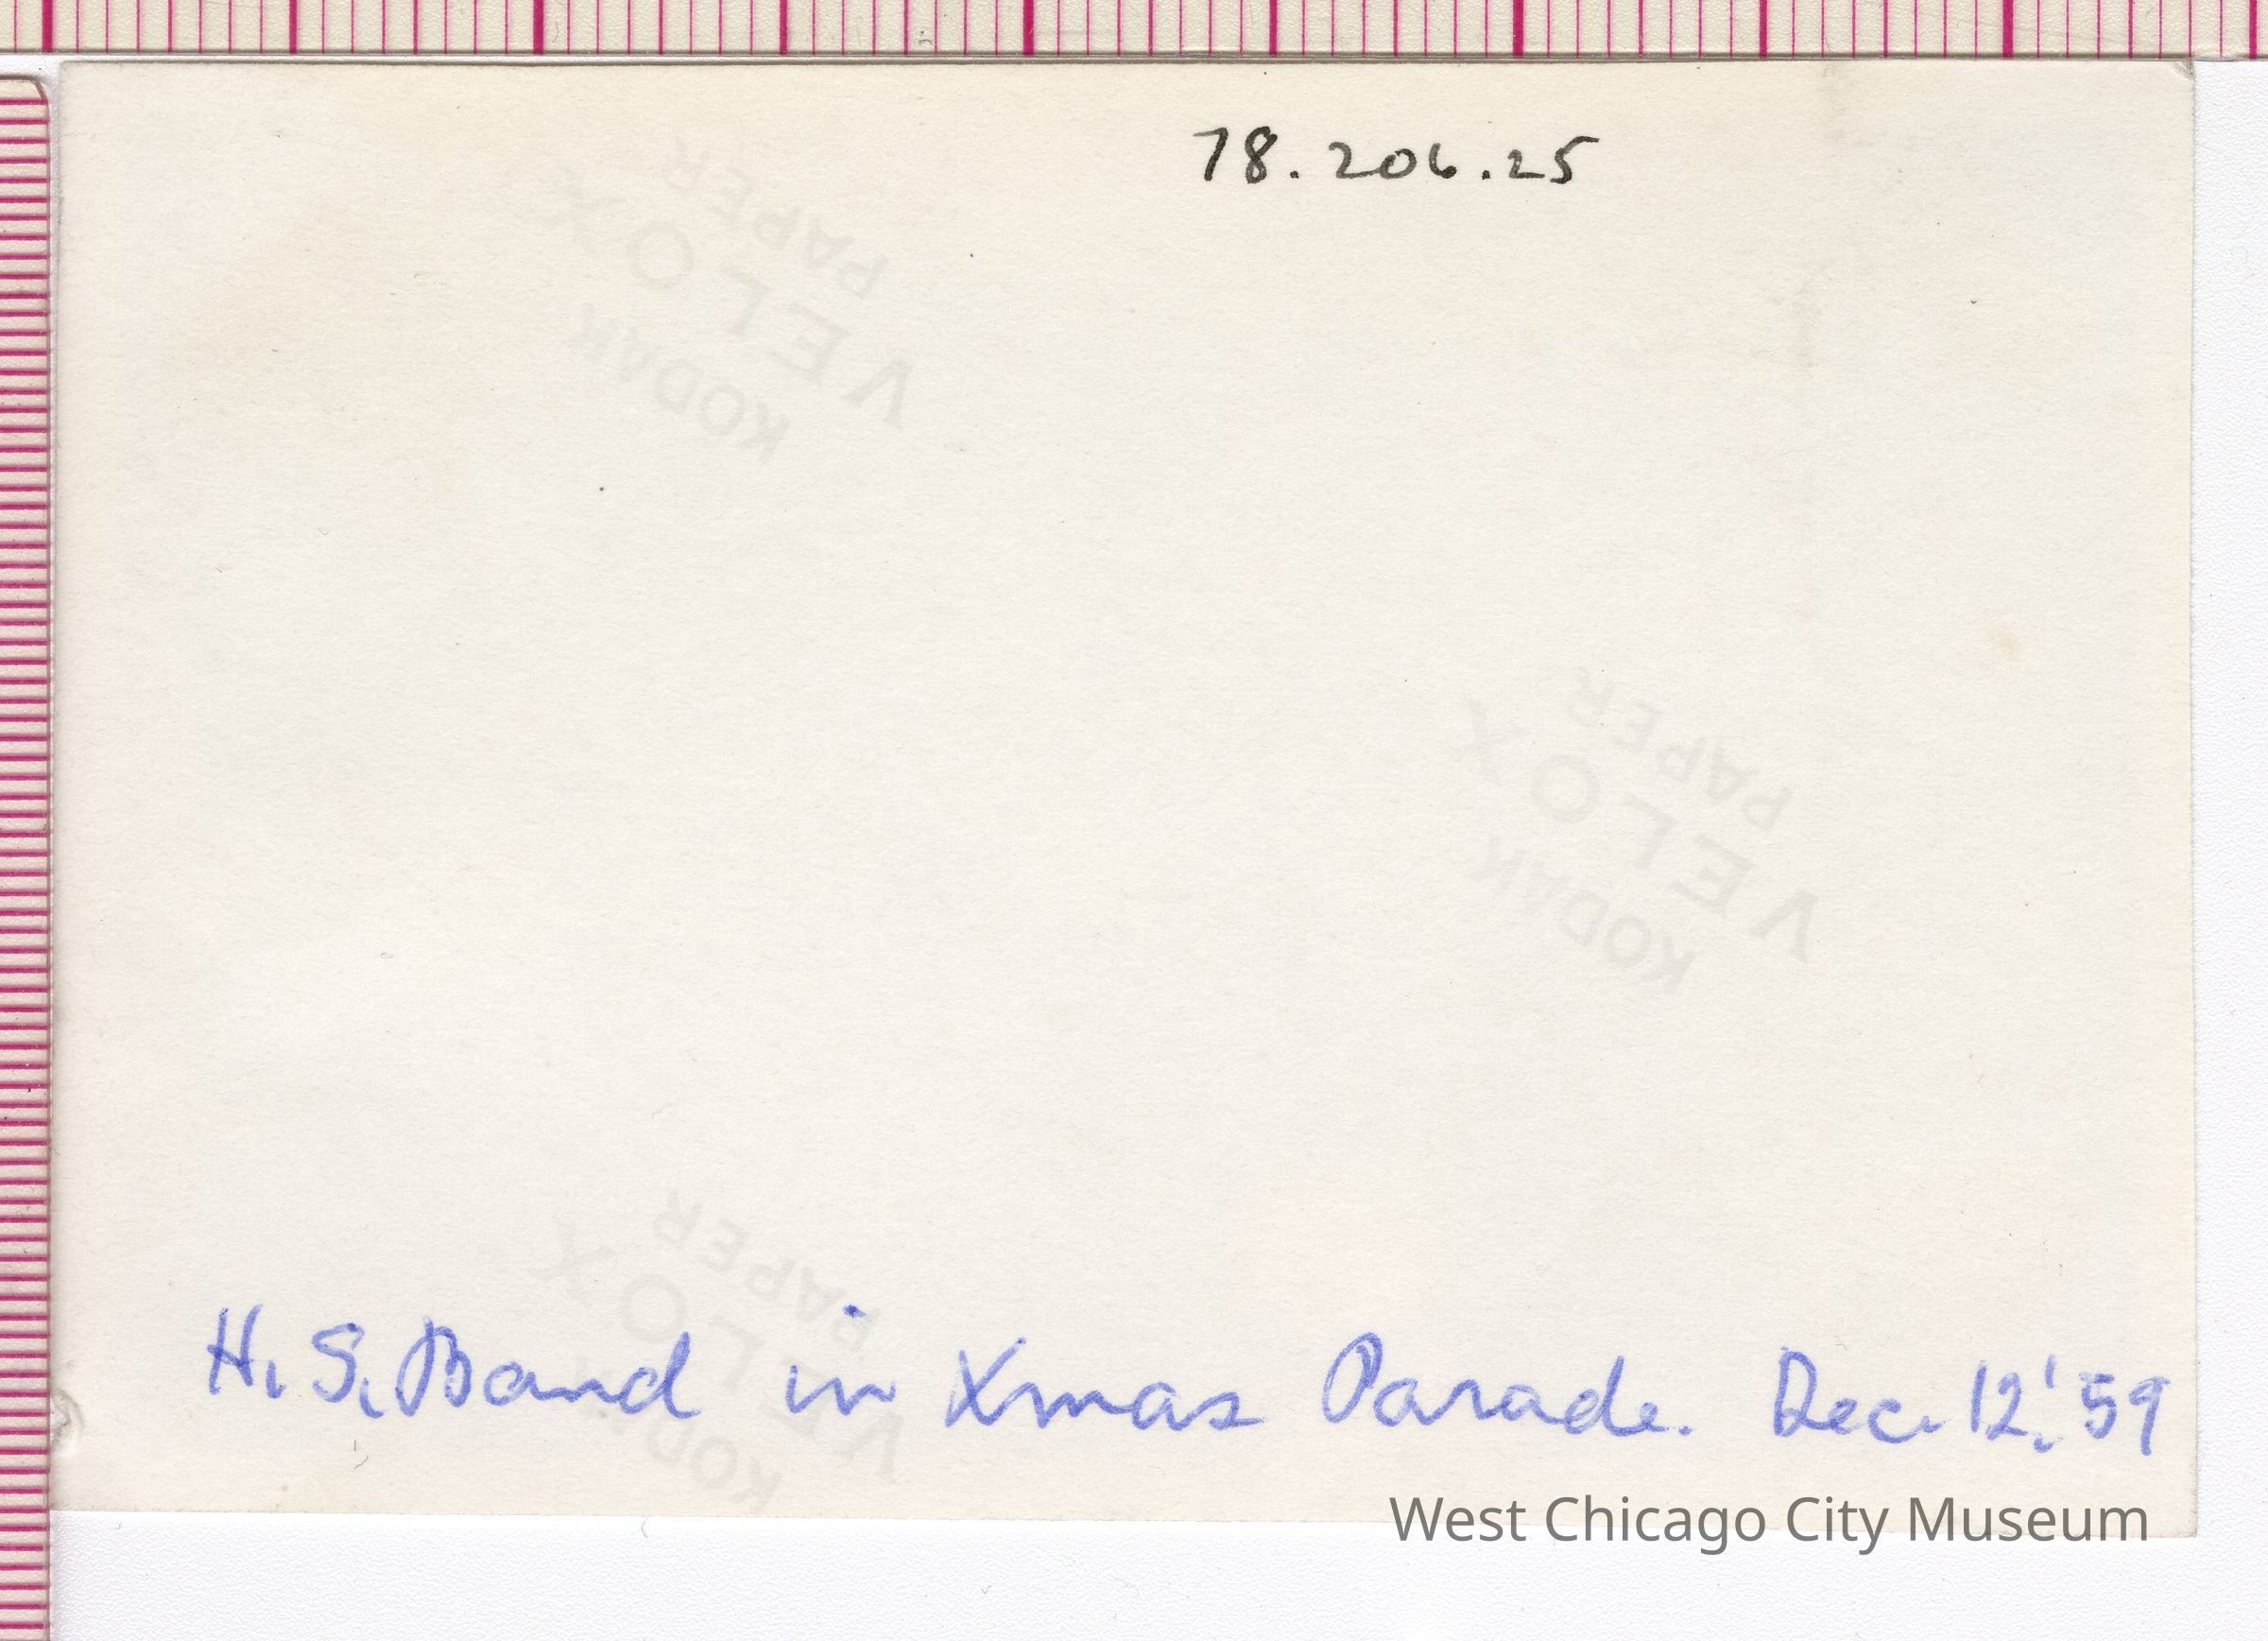 78.206.25
KODAK
VELOX
PAPER
KODAK
VELOX
PAPER
KODAK
VELOX
PAPER
H.S. Band in Xmas Parade. Dec. 12, '59
West Chicago City Museum